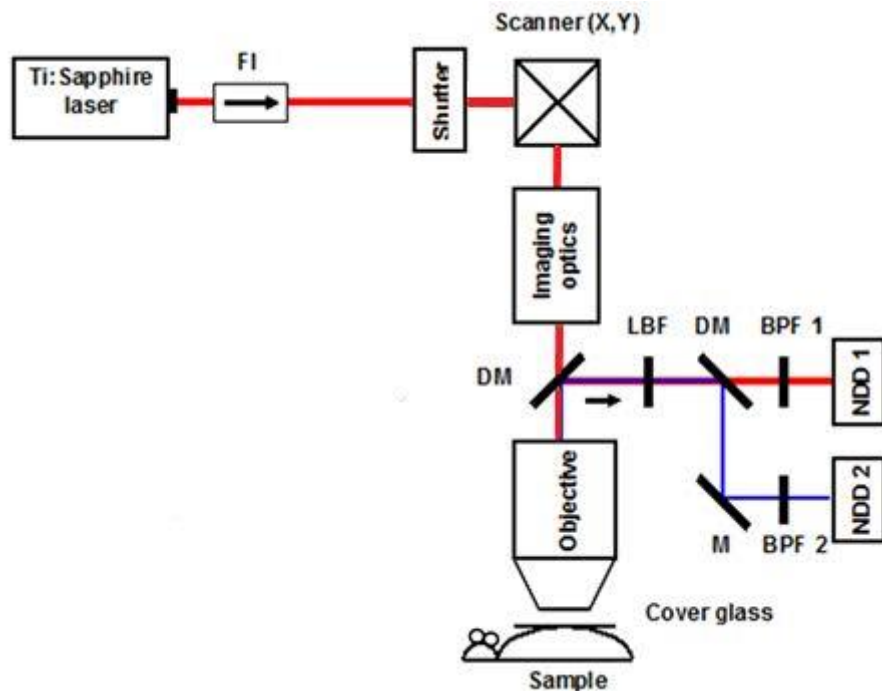 Scanner (X,Y)
Ti: Sapphire
laser
FI
Shutter
Imaging
optics
LBF
DM
BPF 1
NDD 1
DM
Objective
NDD 2
M
BPF 2
Cover glass
Sample